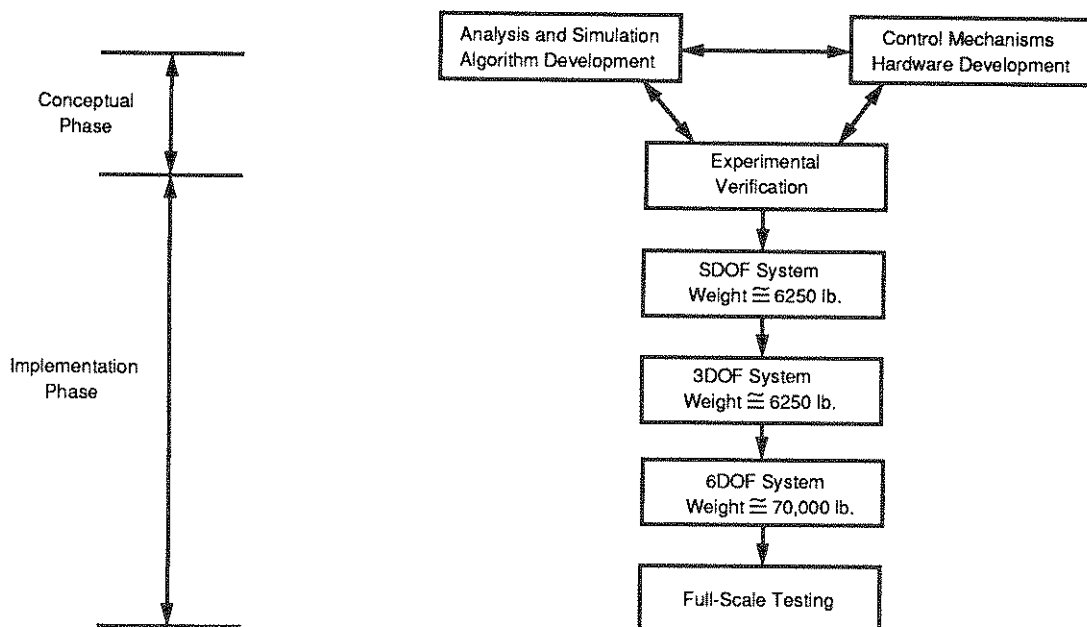 Analysis and Simulation
Algorithm Development
Control Mechanisms
Hardware Development
Conceptual
Phase
Experimental
Verification
SDOF System
Weight ≅ 6250 lb.
Implementation
Phase
3DOF System
Weight ≅ 6250 lb.
6DOF System
Weight ≅ 70,000 lb.
Full-Scale Testing